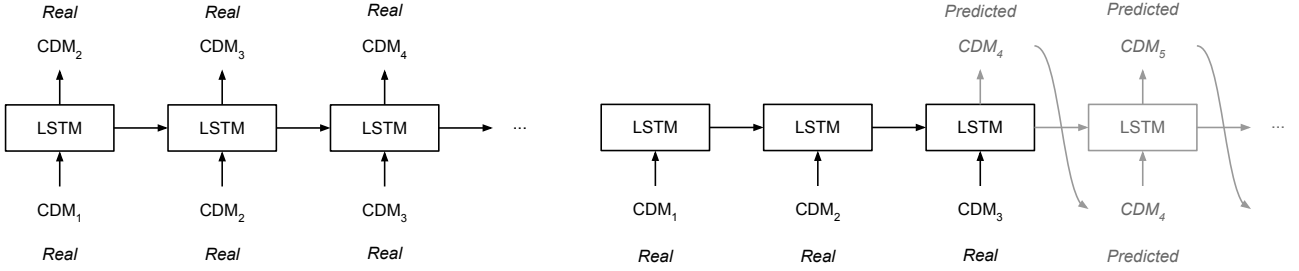 Real Real Real
CDM₂ CDM₃ CDM₄
LSTM LSTM LSTM ...
CDM₁ CDM₂ CDM₃
Real Real Real
Predicted Predicted
CDM₄ CDM₅
LSTM LSTM LSTM LSTM ...
CDM₁ CDM₂ CDM₃ CDM₄
Real Real Real Predicted